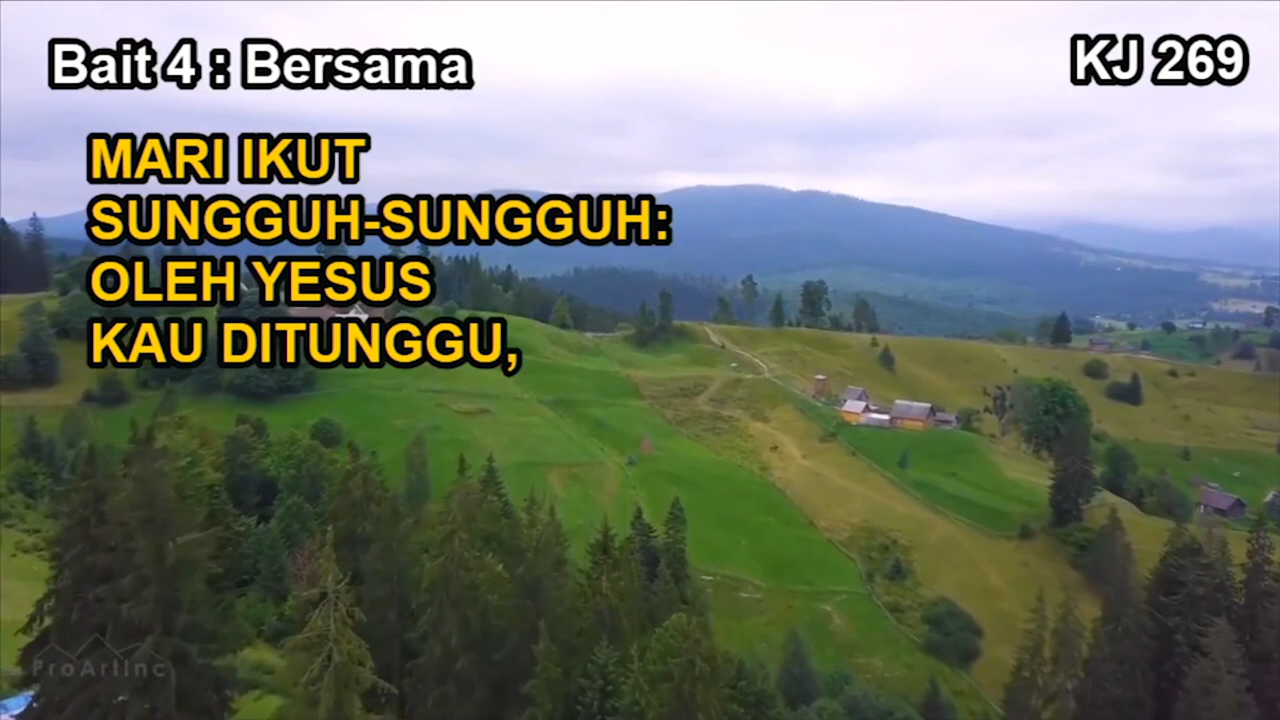 Bait 4 : Bersama
KJ 269
MARI IKUT
SUNGGUH-SUNGGUH:
OLEH YESUS
KAU DITUNGGU,
ProArtInc